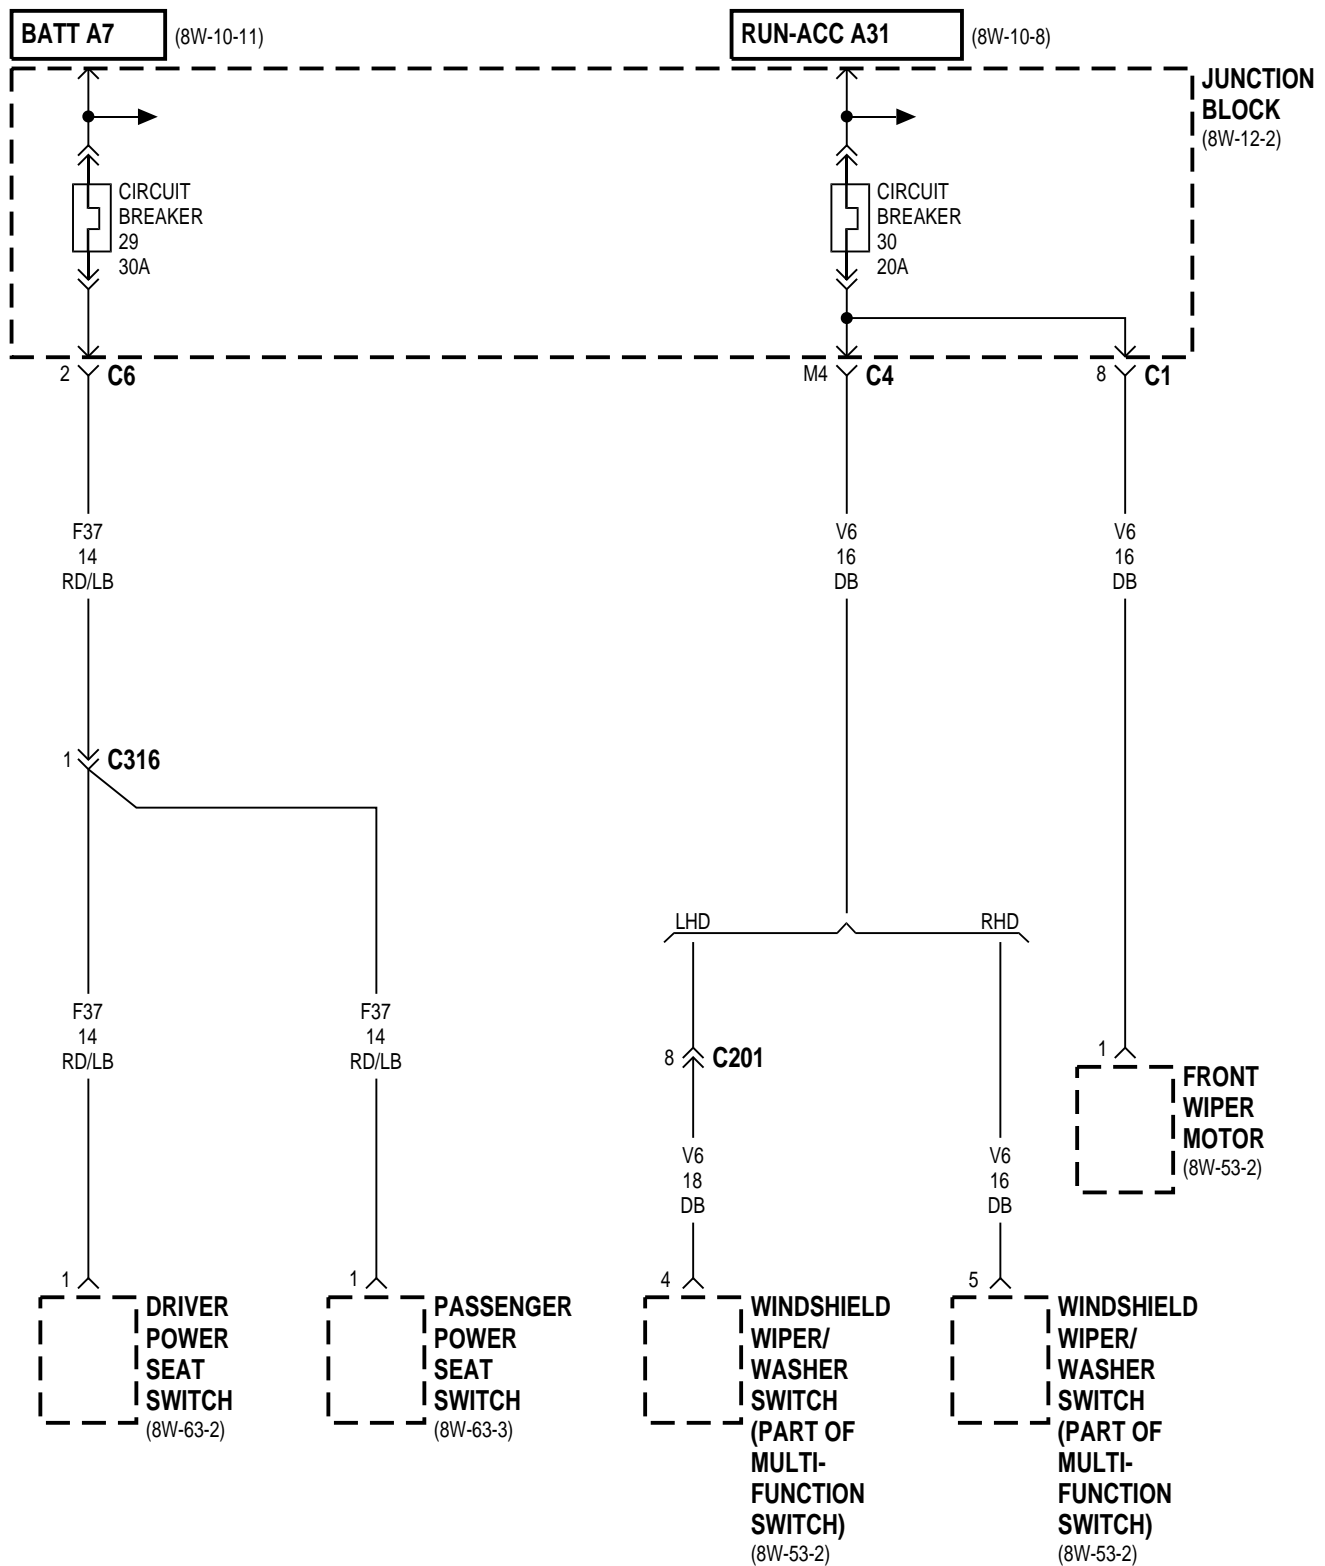 BATT A7 (8W-10-11)
RUN-ACC A31 (8W-10-8)
JUNCTION
BLOCK
(8W-12-2)
CIRCUIT
BREAKER
29
30A
CIRCUIT
BREAKER
30
20A
2 C6
M4 C4
8 C1
F37
14
RD/LB
V6
16
DB
V6
16
DB
1 C316
LHD
RHD
F37
14
RD/LB
F37
14
RD/LB
8 C201
1
FRONT
WIPER
MOTOR
(8W-53-2)
V6
18
DB
V6
16
DB
1
DRIVER
POWER
SEAT
SWITCH
(8W-63-2)
1
PASSENGER
POWER
SEAT
SWITCH
(8W-63-3)
4
WINDSHIELD
WIPER/
WASHER
SWITCH
(PART OF
MULTI-
FUNCTION
SWITCH)
(8W-53-2)
5
WINDSHIELD
WIPER/
WASHER
SWITCH
(PART OF
MULTI-
FUNCTION
SWITCH)
(8W-53-2)